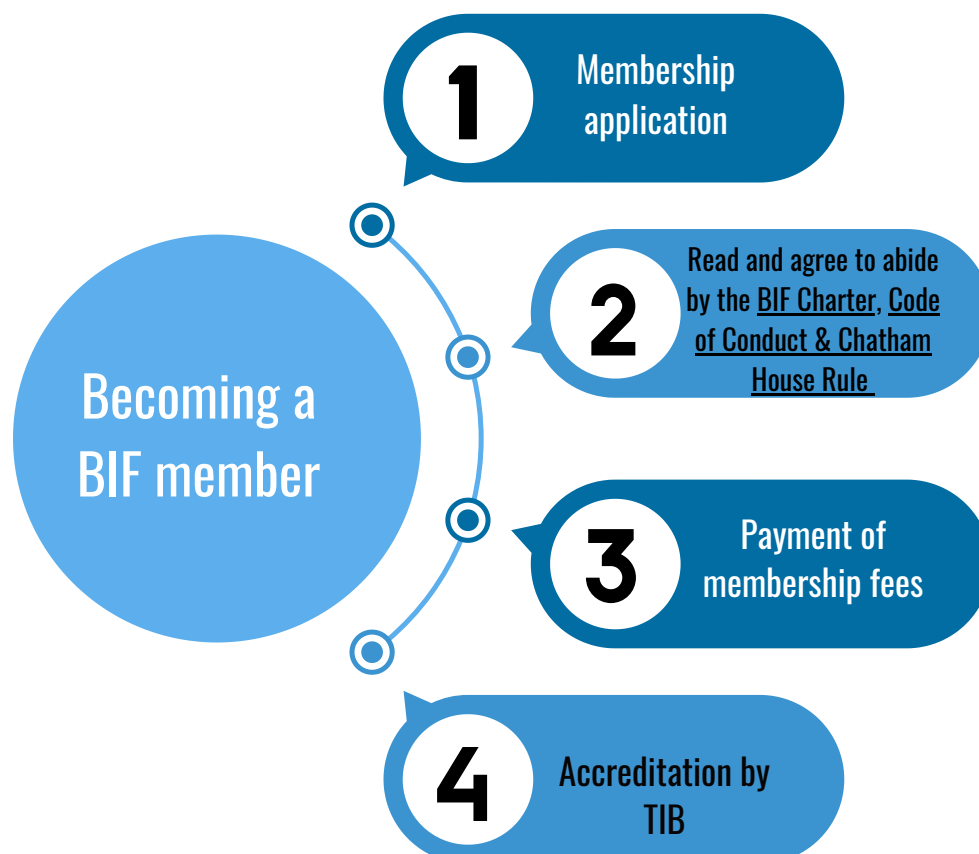 Becoming a
BIF member
1
Membership
application
2
Read and agree to abide
by the BIF Charter, Code
of Conduct & Chatham
House Rule
3
Payment of
membership fees
4
Accreditation by
TIB